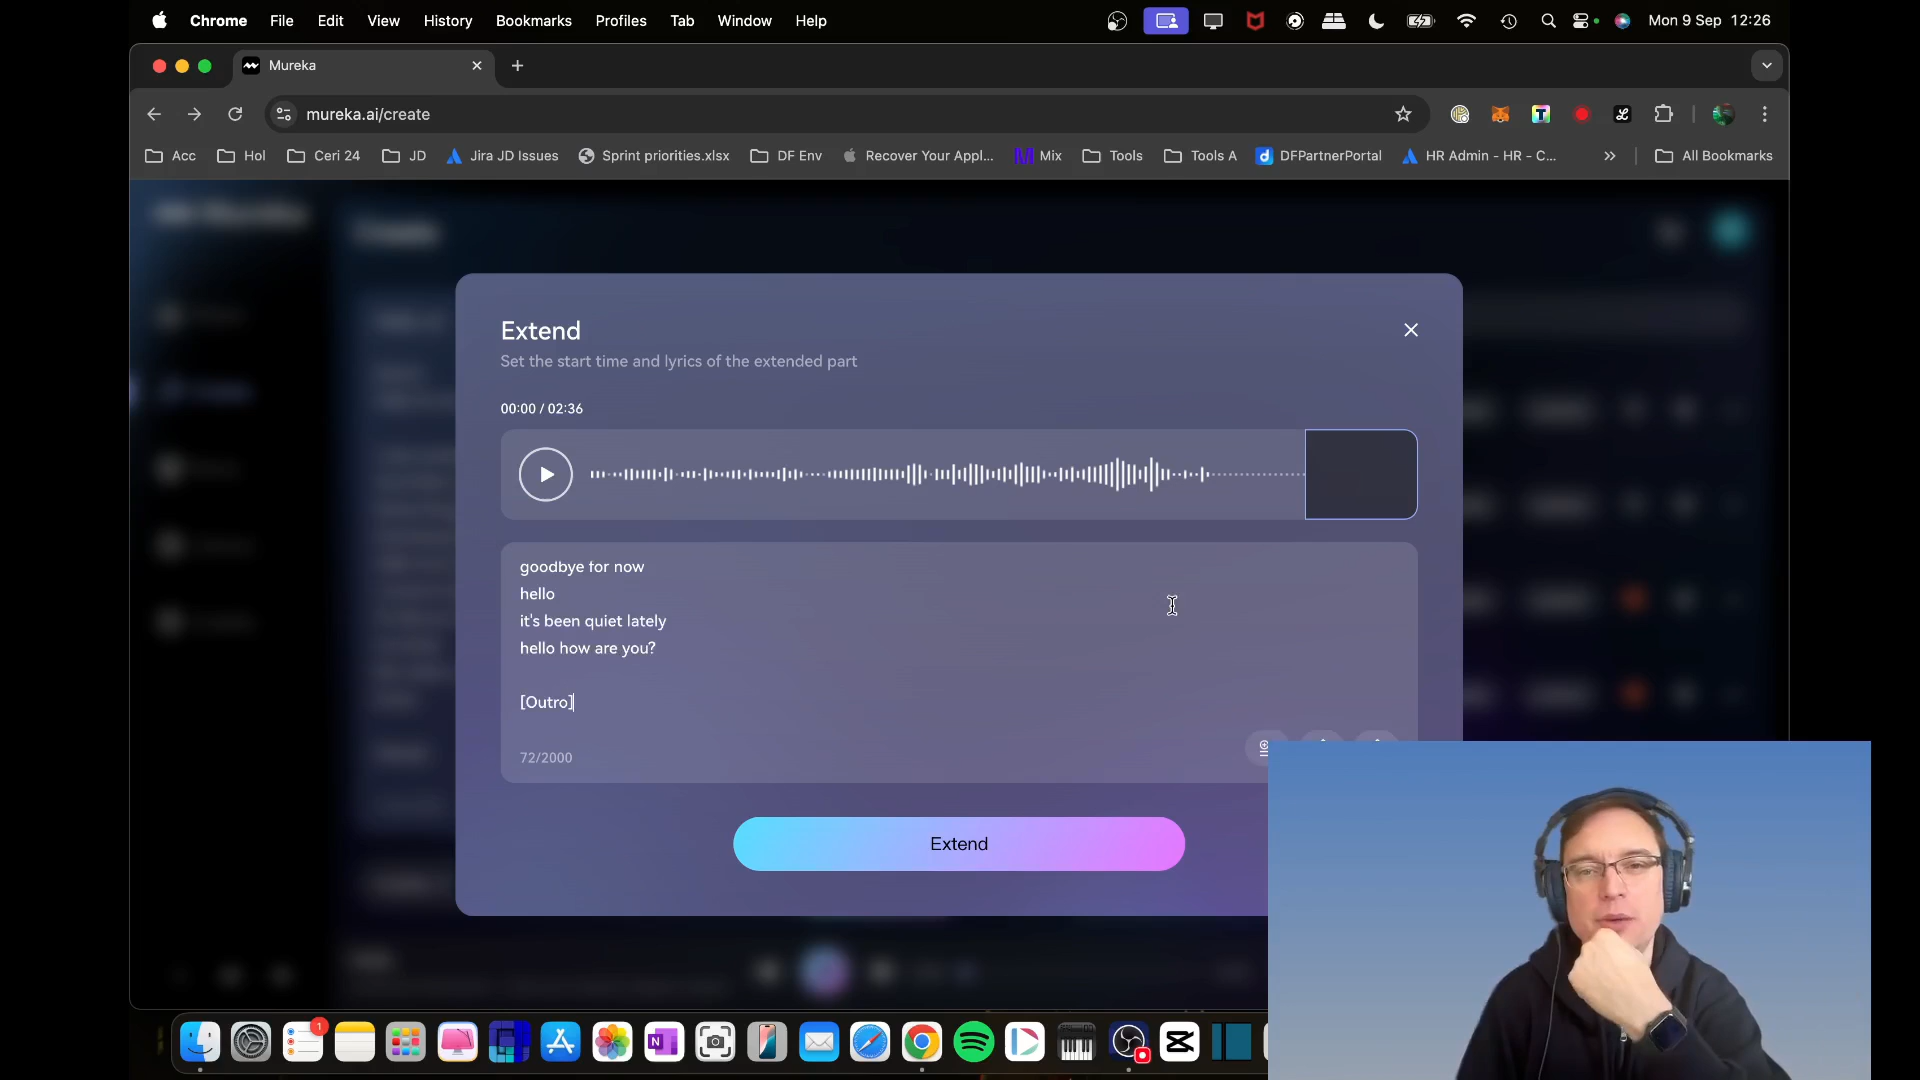 Chrome File Edit View History Bookmarks Profiles Tab Window Help Mon 9 Sep 12:26
Mureka
mureka.ai/create
Acc Hol Ceri 24 JD Jira JD Issues Sprint priorities.xlsx DF Env Recover Your Appl... Mix Tools Tools A DFPartnerPortal HR Admin - HR - C... All Bookmarks
Extend
Set the start time and lyrics of the extended part
00:00 / 02:36
goodbye for now
hello
it's been quiet lately
hello how are you?
[Outro]
72/2000
Extend